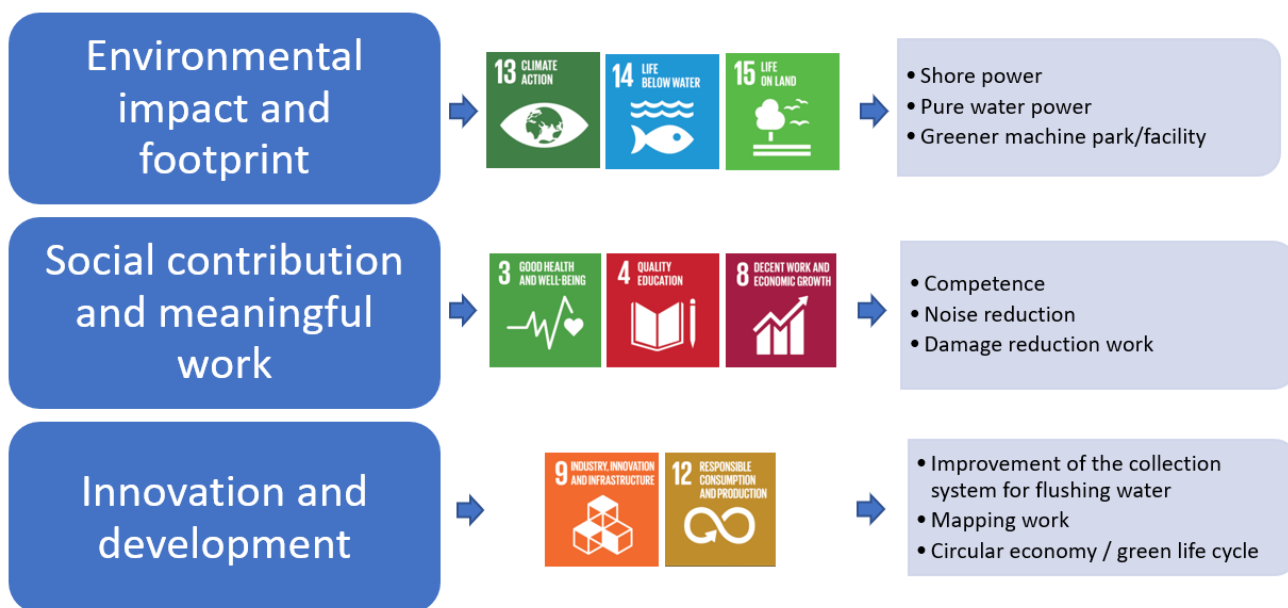 Environmental
impact and
footprint
13 CLIMATE
ACTION
14 LIFE
BELOW WATER
15 LIFE
ON LAND
• Shore power
• Pure water power
• Greener machine park/facility
Social contribution
and meaningful
work
3 GOOD HEALTH
AND WELL-BEING
4 QUALITY
EDUCATION
8 DECENT WORK AND
ECONOMIC GROWTH
• Competence
• Noise reduction
• Damage reduction work
Innovation and
development
9 INDUSTRY, INNOVATION
AND INFRASTRUCTURE
12 RESPONSIBLE
CONSUMPTION
AND PRODUCTION
• Improvement of the collection
system for flushing water
• Mapping work
• Circular economy / green life cycle